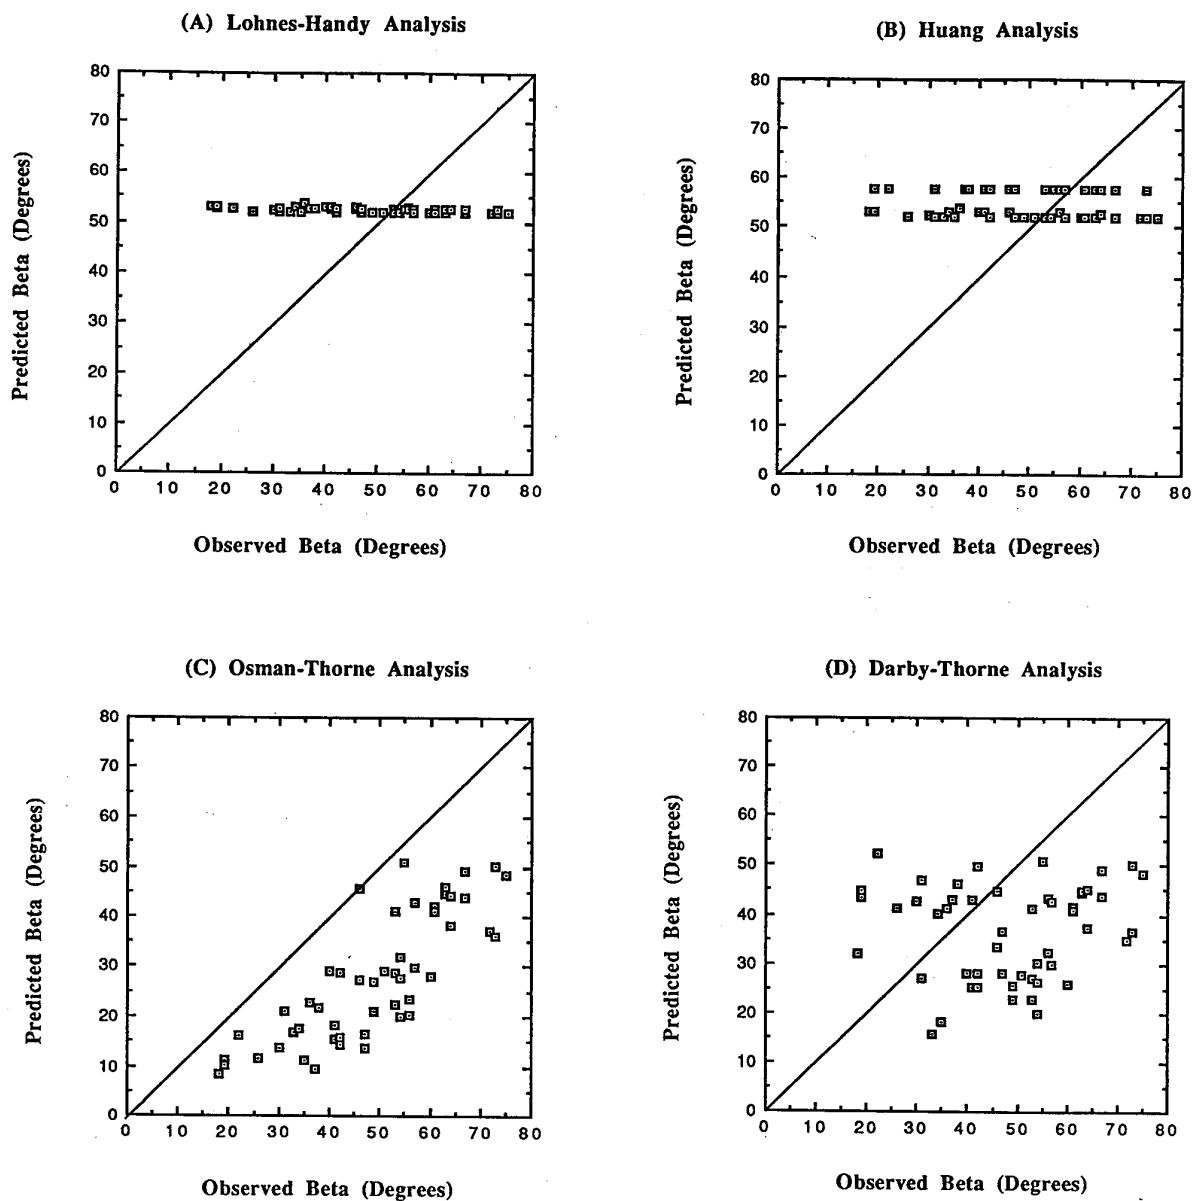 (A) Lohnes-Handy Analysis
80
70
60
50
40
30
20
10
0
Predicted Beta (Degrees)
0 10 20 30 40 50 60 70 80
Observed Beta (Degrees)
(B) Huang Analysis
80
70
60
50
40
30
20
10
0
Predicted Beta (Degrees)
0 10 20 30 40 50 60 70 80
Observed Beta (Degrees)
(C) Osman-Thorne Analysis
80
70
60
50
40
30
20
10
0
Predicted Beta (Degrees)
0 10 20 30 40 50 60 70 80
Observed Beta (Degrees)
(D) Darby-Thorne Analysis
80
70
60
50
40
30
20
10
0
Predicted Beta (Degrees)
0 10 20 30 40 50 60 70 80
Observed Beta (Degrees)